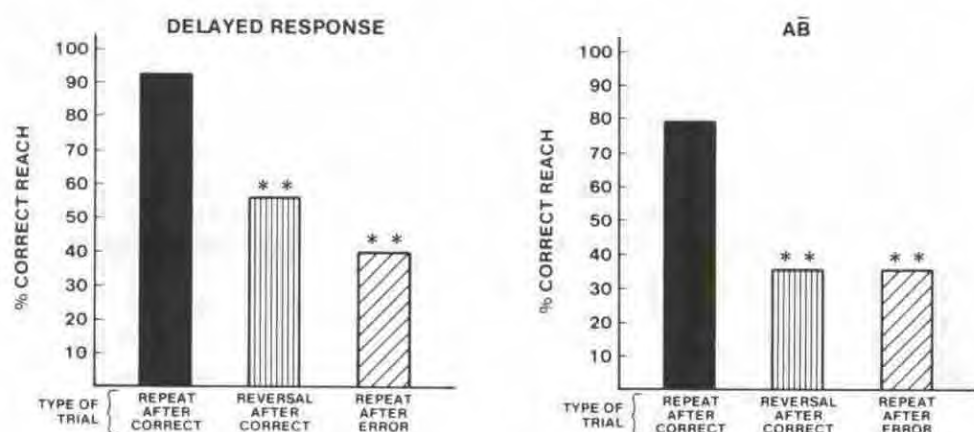 DELAYED RESPONSE
% CORRECT REACH
100
90
80
70
60
50
40
30
20
10
* *
* *
TYPE OF TRIAL
REPEAT AFTER CORRECT
REVERSAL AFTER CORRECT
REPEAT AFTER ERROR
AB̄
% CORRECT REACH
100
90
80
70
60
50
40
30
20
10
* *
* *
TYPE OF TRIAL
REPEAT AFTER CORRECT
REVERSAL AFTER CORRECT
REPEAT AFTER ERROR